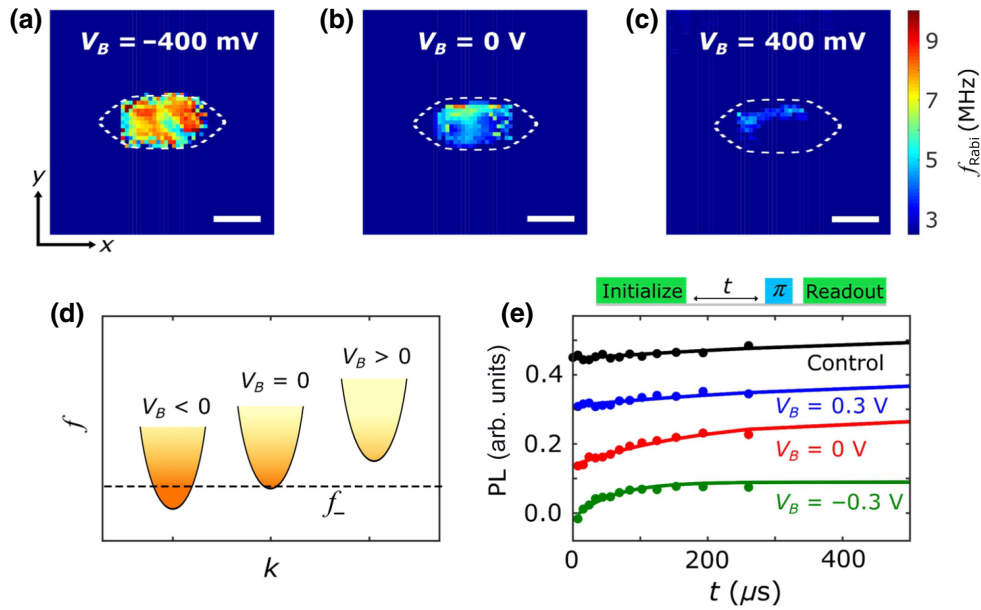 (a) (b) (c)
V_B = −400 mV
V_B = 0 V
V_B = 400 mV
y
x
9
7
5
3
f_Rabi (MHz)
(d)
V_B < 0
V_B = 0
V_B > 0
f
f_−
k
(e)
Initialize t π Readout
PL (arb. units)
0.4
0.2
0.0
Control
V_B = 0.3 V
V_B = 0 V
V_B = −0.3 V
0 200 400
t (μs)